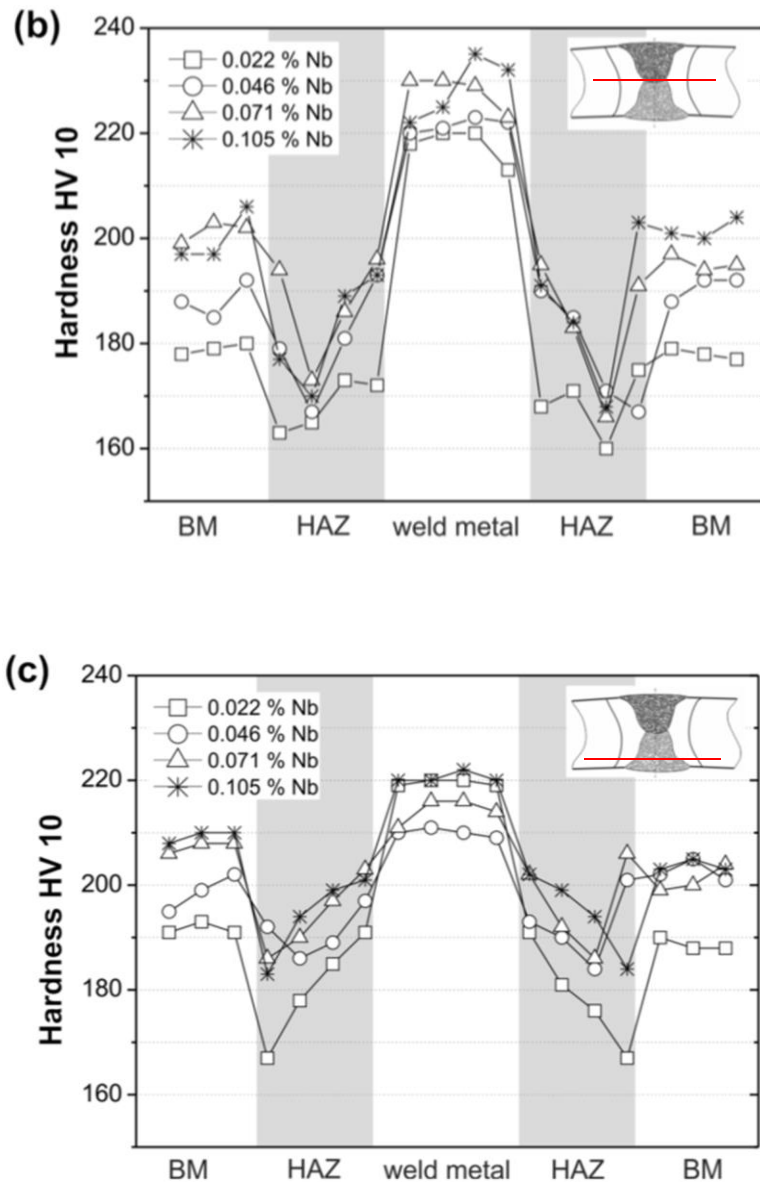 (b)
240
220
200
180
160
Hardness HV 10
0.022 % Nb
0.046 % Nb
0.071 % Nb
0.105 % Nb
BM HAZ weld metal HAZ BM
(c)
240
220
200
180
160
Hardness HV 10
0.022 % Nb
0.046 % Nb
0.071 % Nb
0.105 % Nb
BM HAZ weld metal HAZ BM